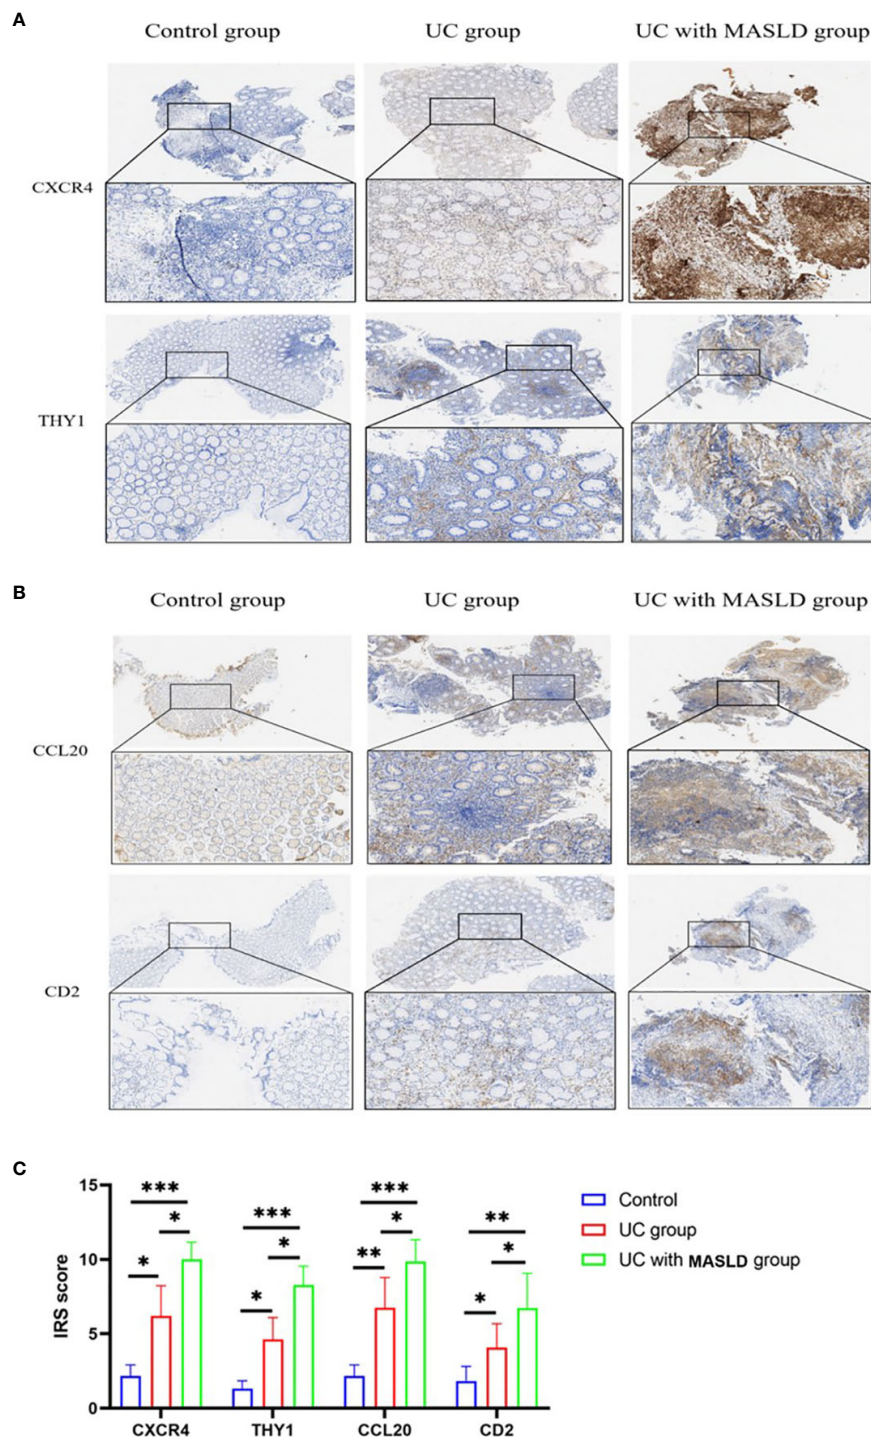 A
Control group UC group UC with MASLD group
CXCR4
THY1
B
Control group UC group UC with MASLD group
CCL20
CD2
C
15
10
5
0
IRS score
*** * *
*** * *
*** ** *
** * *
CXCR4 THY1 CCL20 CD2
Control
UC group
UC with MASLD group